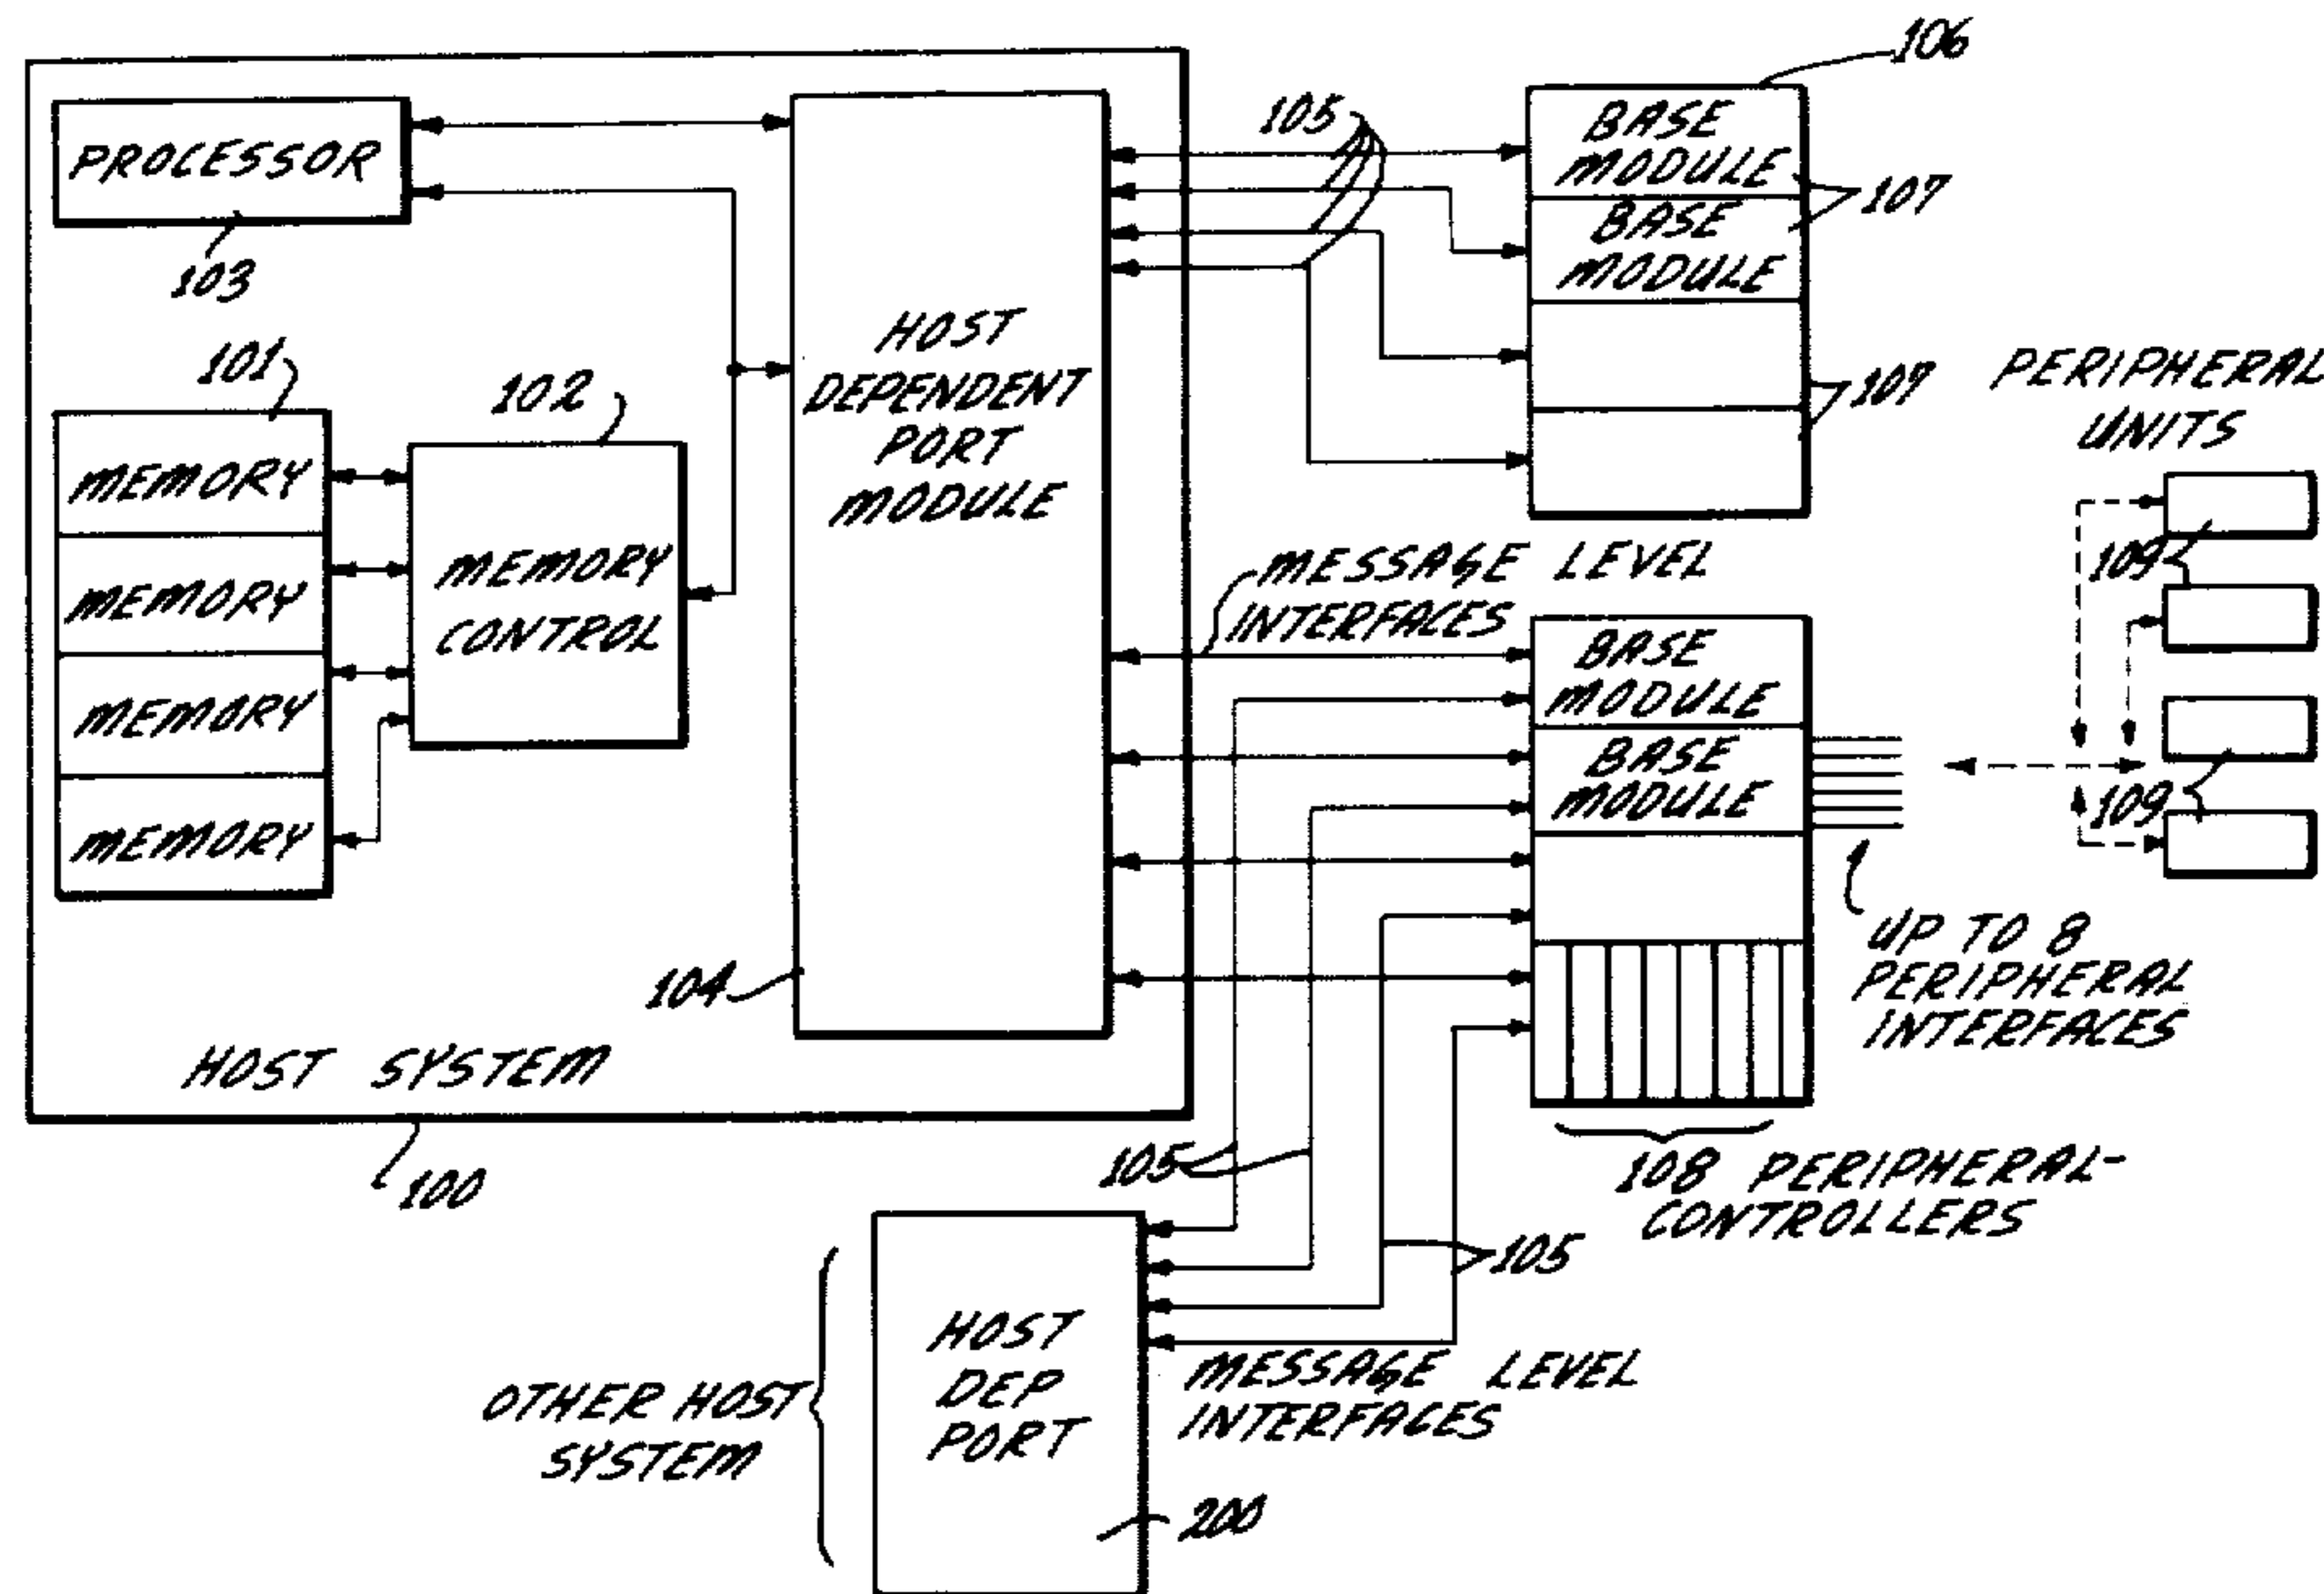 106
105
BASE
MODULE
107
BASE
MODULE
PROCESSOR
103
HOST
DEPENDENT
PORT
MODULE
101
102
107
PERIPHERAL
UNITS
MEMORY
MEMORY
MEMORY
MEMORY
MEMORY
CONTROL
MESSAGE LEVEL
INTERFACES
109
BASE
MODULE
BASE
MODULE
109
UP TO 8
PERIPHERAL
INTERFACES
104
HOST SYSTEM
100
105
108 PERIPHERAL-
CONTROLLERS
105
HOST
DEP
PORT
MESSAGE LEVEL
INTERFACES
OTHER HOST
SYSTEM
200